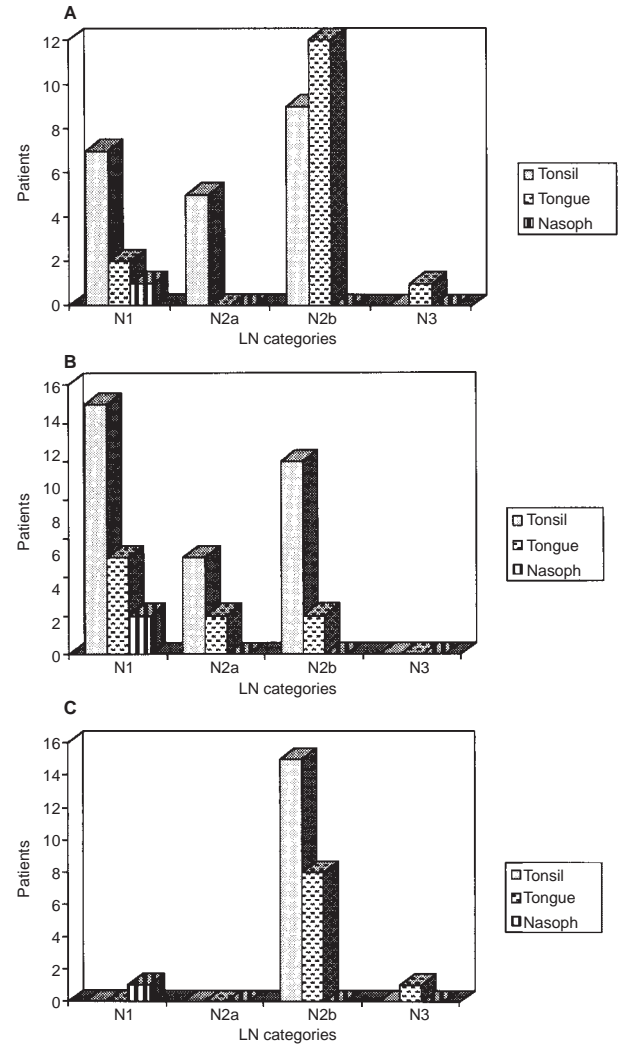 A
12
10
8
6
4
2
0
Patients
N1 N2a N2b N3
LN categories
Tonsil
Tongue
Nasoph
B
16
14
12
10
8
6
4
2
0
Patients
N1 N2a N2b N3
LN categories
Tonsil
Tongue
Nasoph
C
16
14
12
10
8
6
4
2
0
Patients
N1 N2a N2b N3
LN categories
Tonsil
Tongue
Nasoph